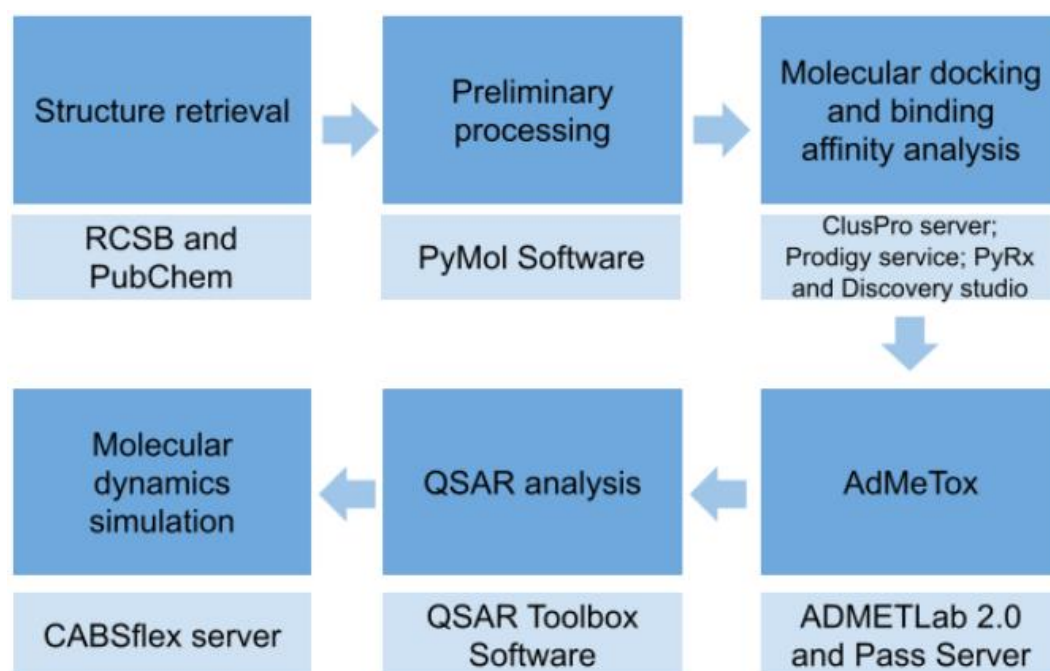 Structure retrieval
RCSB and
PubChem
Preliminary
processing
PyMol Software
Molecular docking
and binding
affinity analysis
ClusPro server;
Prodigy service; PyRx
and Discovery studio
AdMeTox
ADMETLab 2.0
and Pass Server
QSAR analysis
QSAR Toolbox
Software
Molecular
dynamics
simulation
CABSflex server